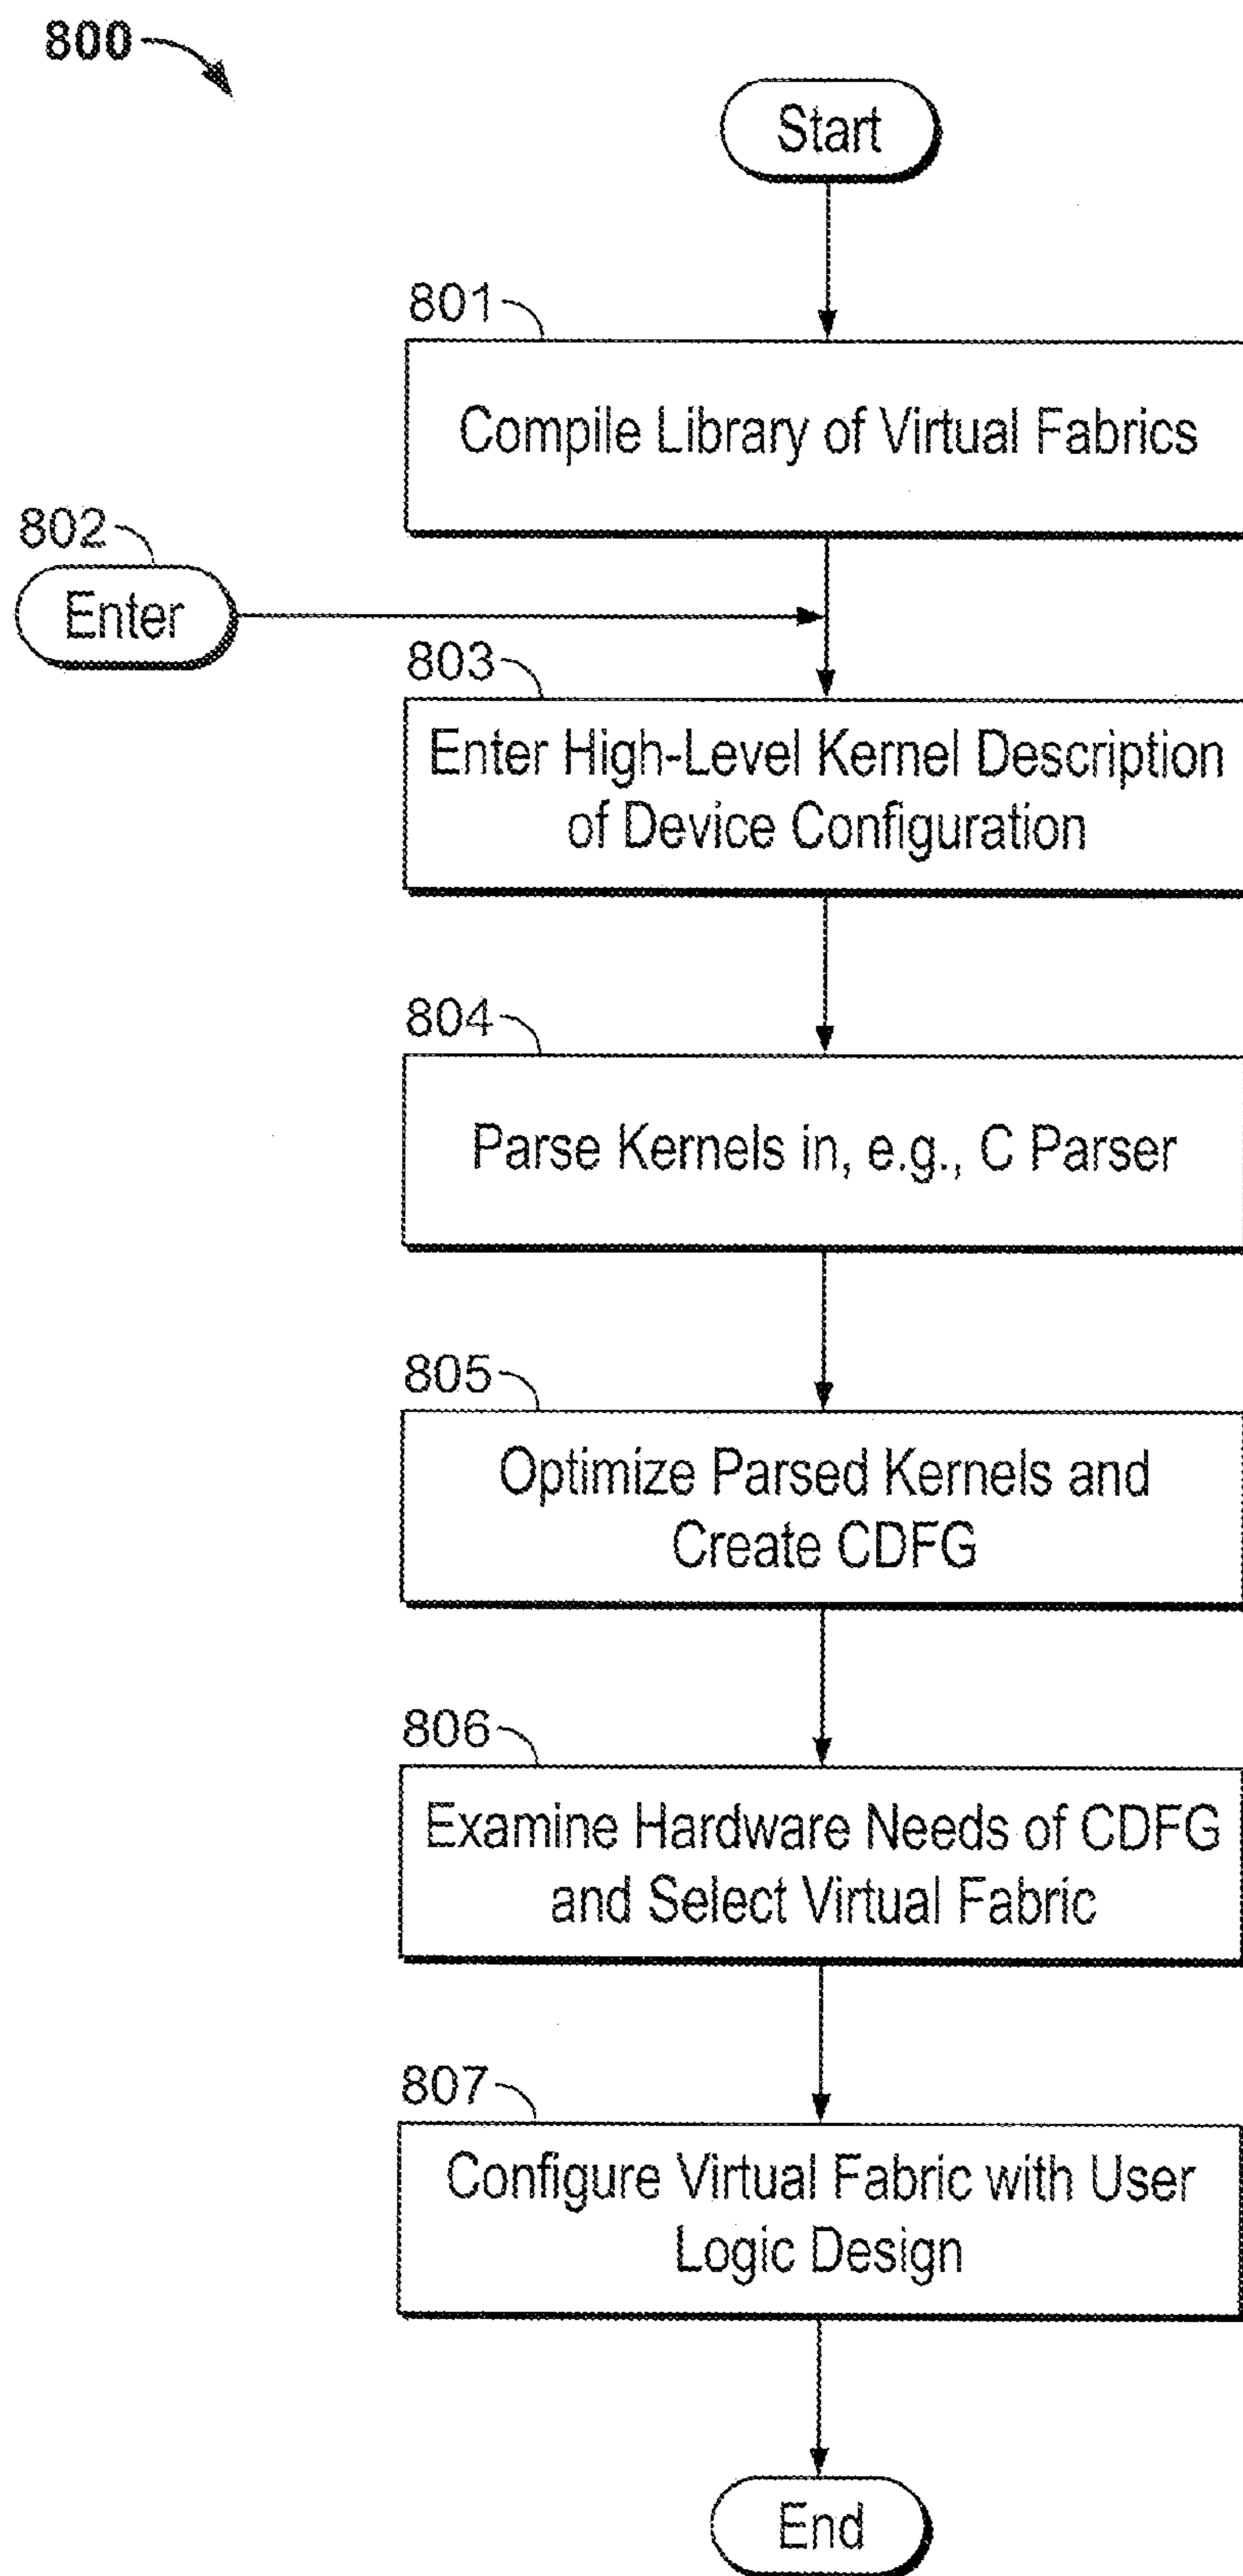 800
Start
801
Compile Library of Virtual Fabrics
802
Enter
803
Enter High-Level Kernel Description
of Device Configuration
804
Parse Kernels in, e.g., C Parser
805
Optimize Parsed Kernels and
Create CDFG
806
Examine Hardware Needs of CDFG
and Select Virtual Fabric
807
Configure Virtual Fabric with User
Logic Design
End